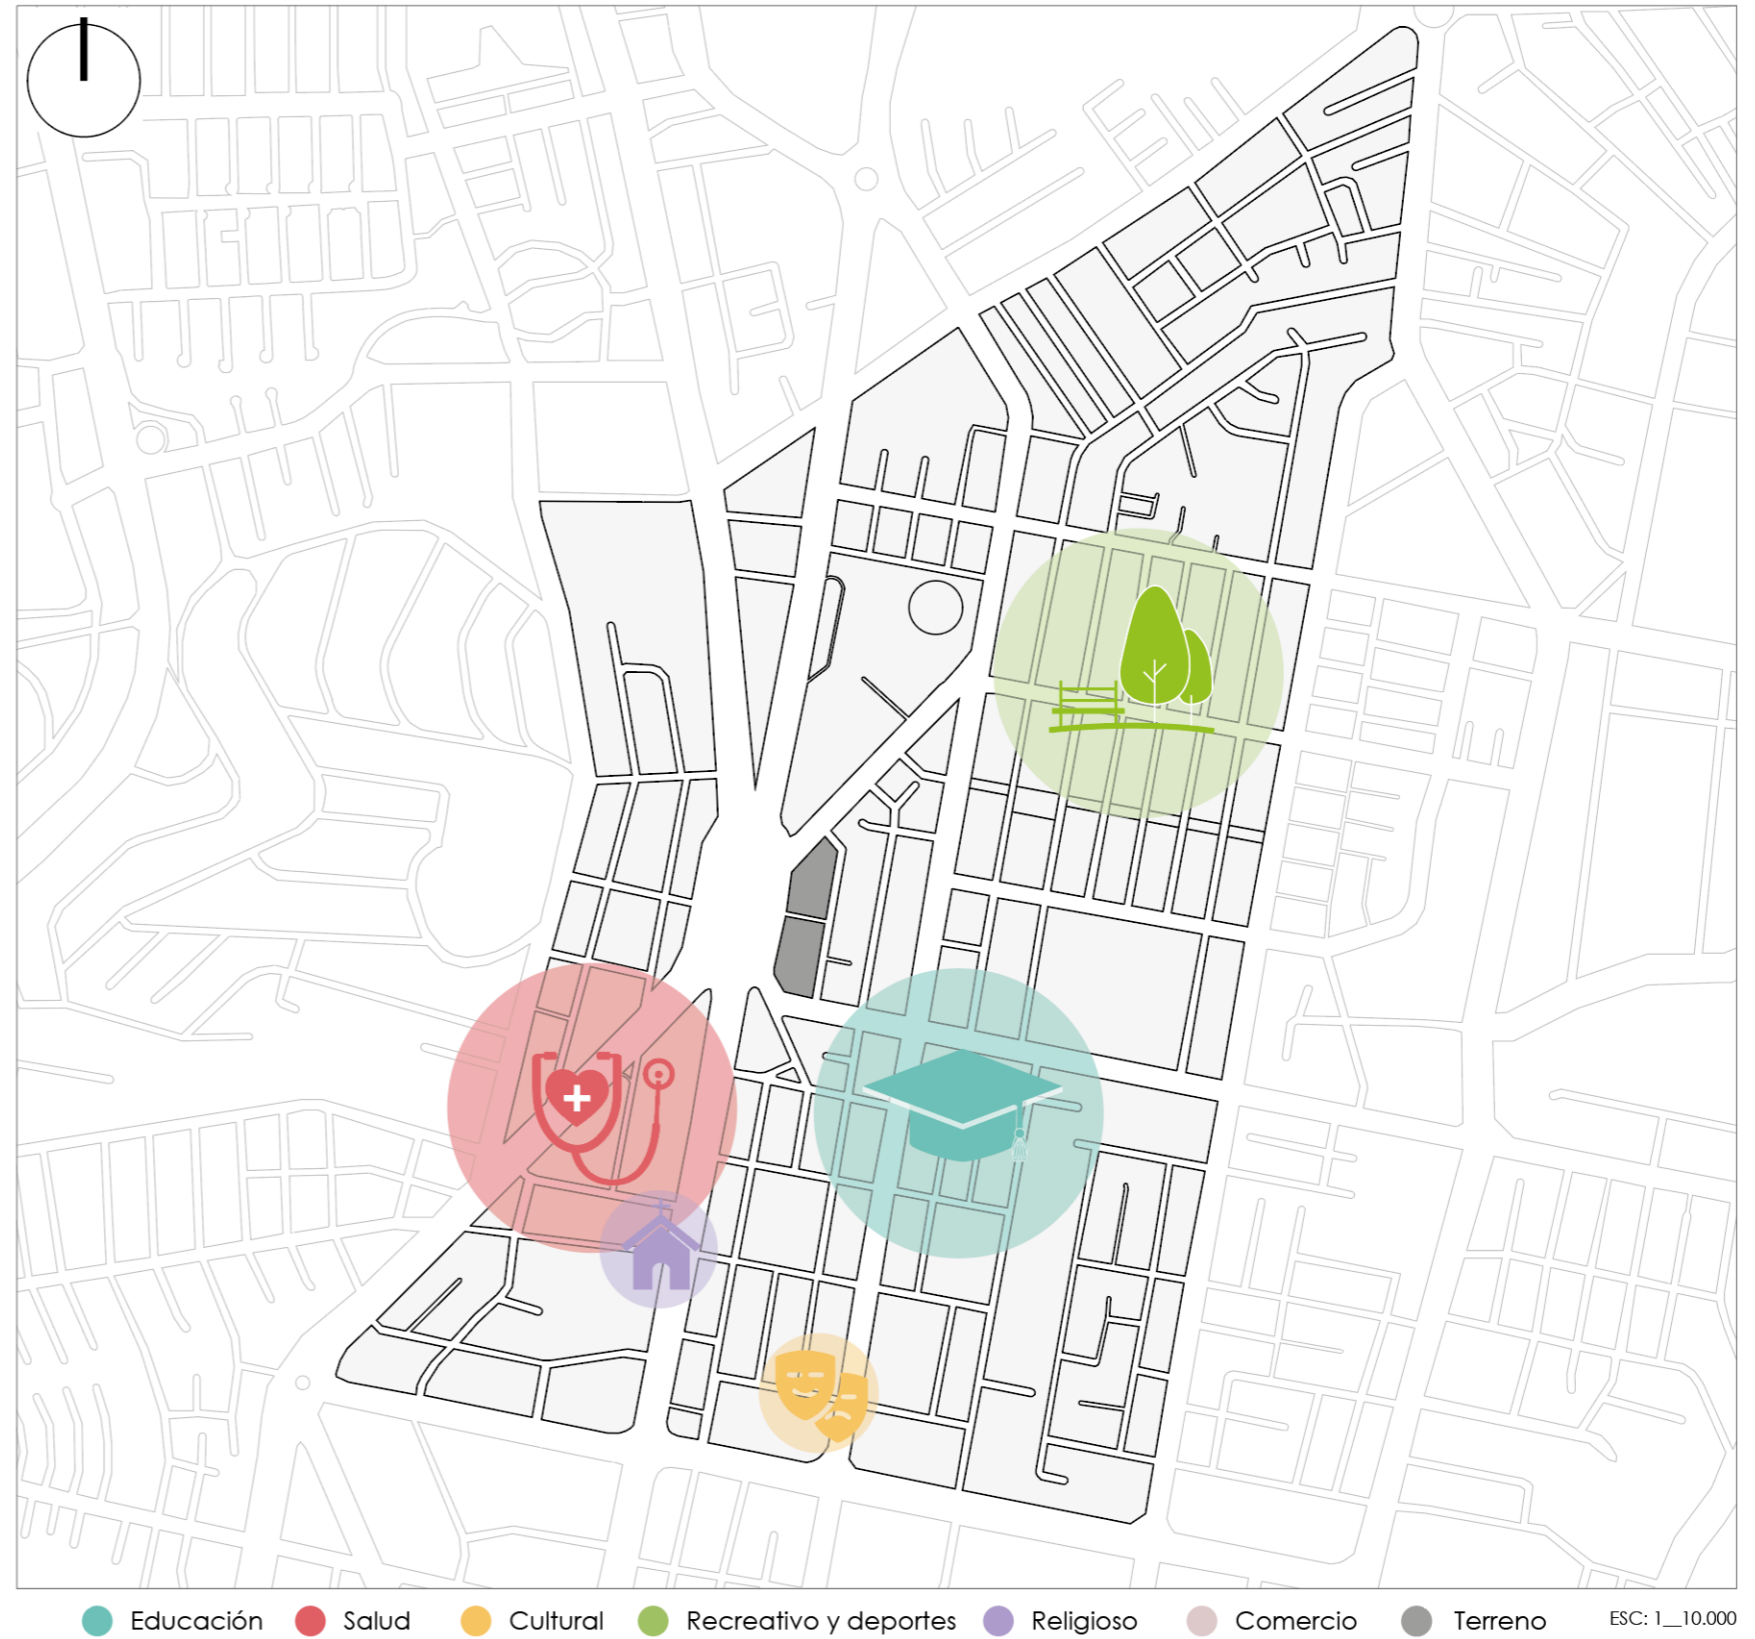 Educación Salud Cultural Recreativo y deportes Religioso Comercio Terreno ESC: 1__10.000